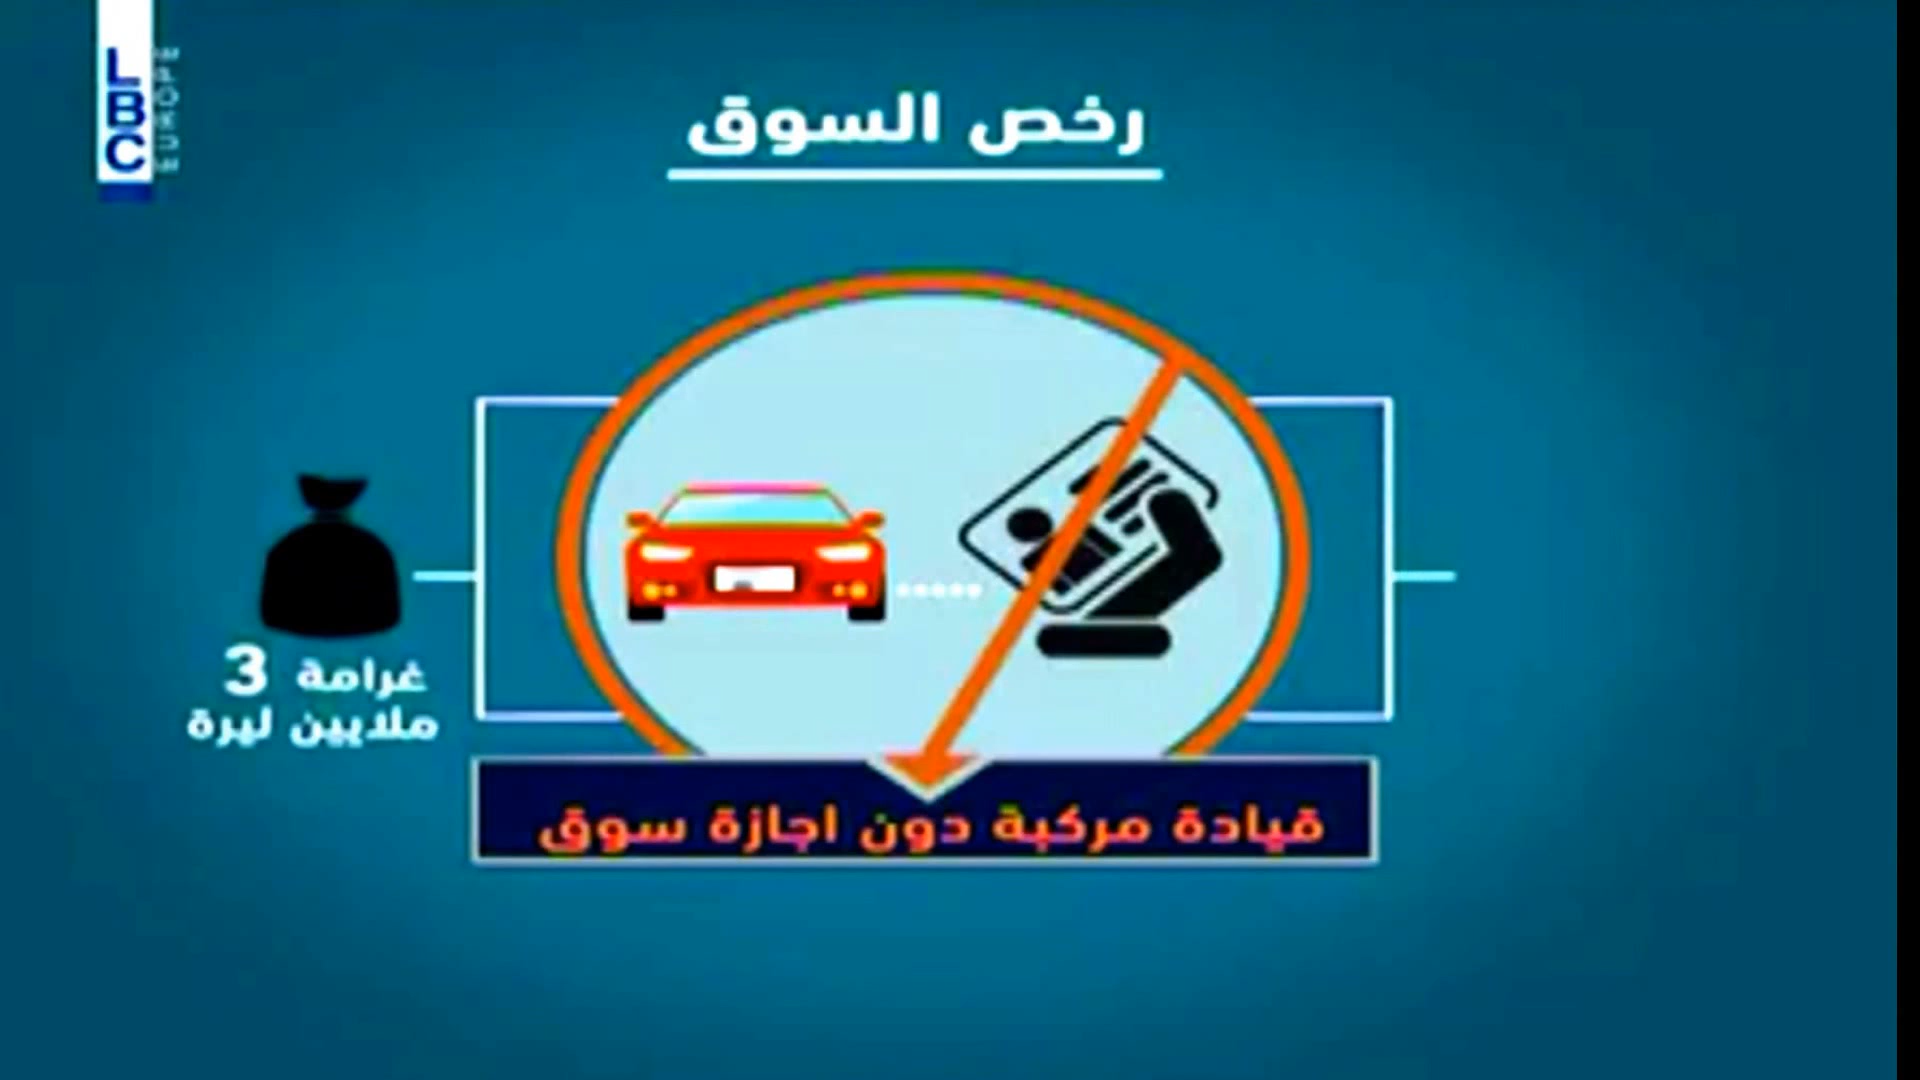 LBC
EUROPE
رخص السوق
غرامة 3
ملايين ليرة
قيادة مركبة دون اجازة سوق